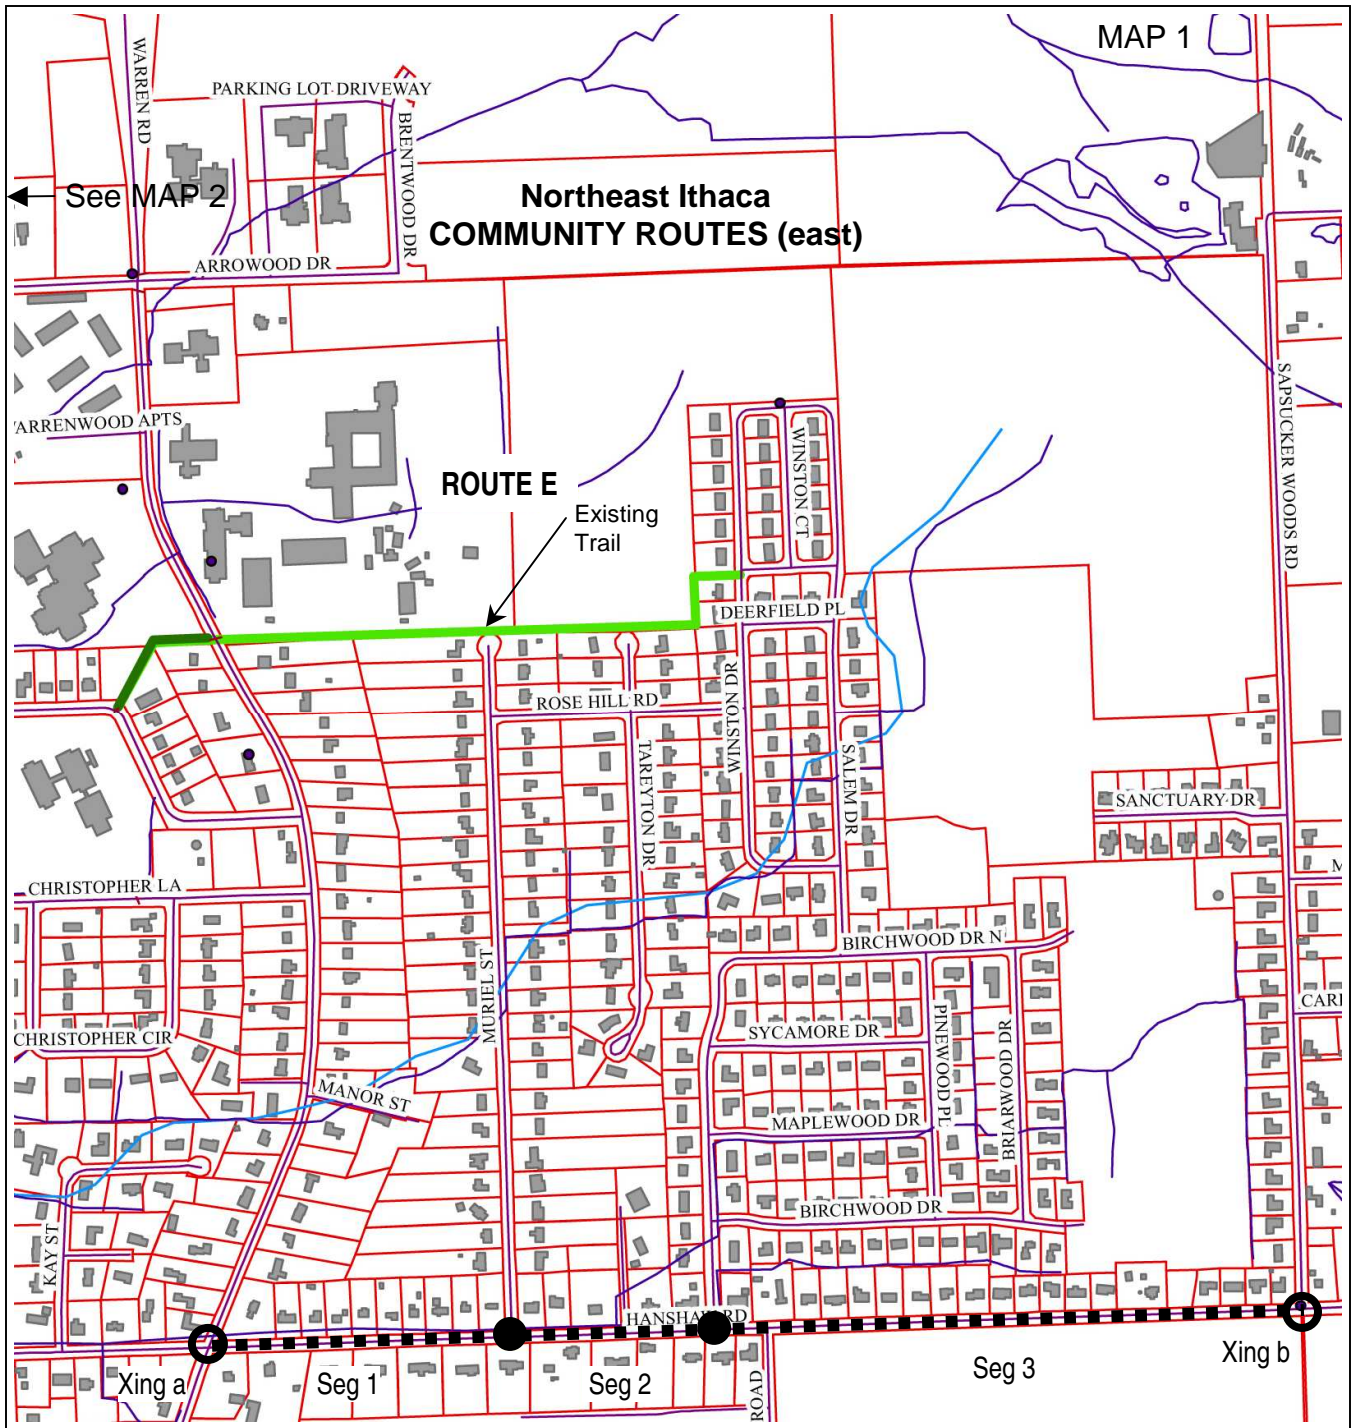 MAP 1
WARREN RD
PARKING LOT DRIVEWAY
BRENTWOOD DR
See MAP 2
Northeast Ithaca
COMMUNITY ROUTES (east)
ARROWOOD DR
SAPSUCKER WOODS RD
ARRENWOOD APTS
WINSTON CT
ROUTE E
Existing
Trail
DEERFIELD PL
WINSTON DR
ROSE HILL RD
TAREYTON DR
SALEM DR
SANCTUARY DR
CHRISTOPHER LA
M
BIRCHWOOD DR N
MURIEL ST
CARI
CHRISTOPHER CIR
SYCAMORE DR
PINEWOOD PL
BRIARWOOD DR
MANOR ST
MAPLEWOOD DR
BIRCHWOOD DR
KAY ST
HANSHAW RD
Xing a
Seg 1
Seg 2
ROAD
Seg 3
Xing b